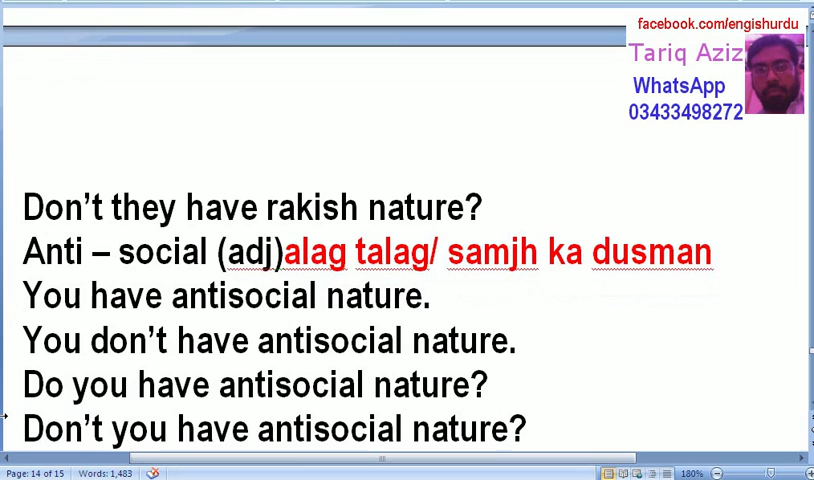 facebook.com/engishurdu
Tariq Aziz
WhatsApp
03433498272
Don't they have rakish nature?
Anti – social (adj)alag talag/ samjh ka dusman
You have antisocial nature.
You don't have antisocial nature.
Do you have antisocial nature?
Don't you have antisocial nature?
Page: 14 of 15 Words: 1,483 180%